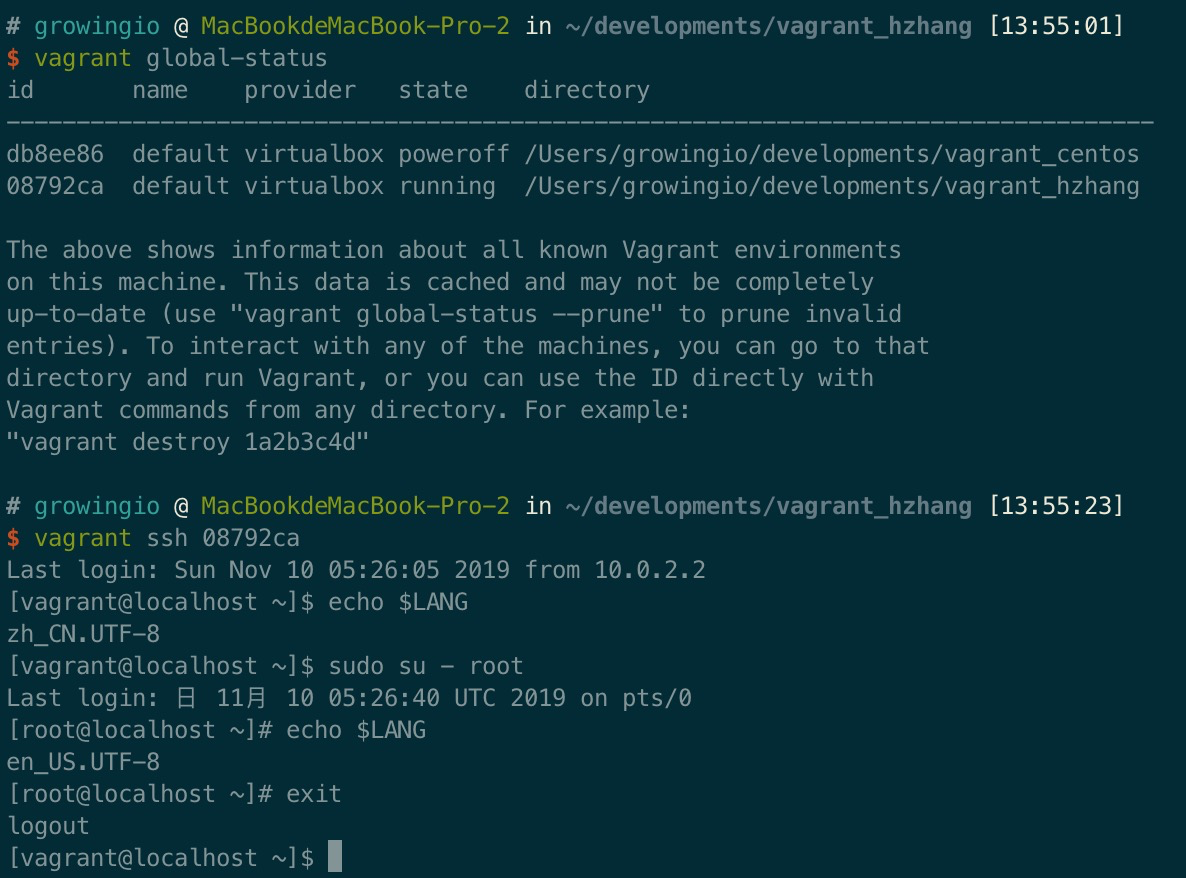 # growingio @ MacBookdeMacBook-Pro-2 in ~/developments/vagrant_hzhang [13:55:01]
$ vagrant global-status
id       name    provider   state    directory
----------------------------------------------------------------------------------
db8ee86  default virtualbox poweroff /Users/growingio/developments/vagrant_centos
08792ca  default virtualbox running  /Users/growingio/developments/vagrant_hzhang
The above shows information about all known Vagrant environments
on this machine. This data is cached and may not be completely
up-to-date (use "vagrant global-status --prune" to prune invalid
entries). To interact with any of the machines, you can go to that
directory and run Vagrant, or you can use the ID directly with
Vagrant commands from any directory. For example:
"vagrant destroy 1a2b3c4d"
# growingio @ MacBookdeMacBook-Pro-2 in ~/developments/vagrant_hzhang [13:55:23]
$ vagrant ssh 08792ca
Last login: Sun Nov 10 05:26:05 2019 from 10.0.2.2
[vagrant@localhost ~]$ echo $LANG
zh_CN.UTF-8
[vagrant@localhost ~]$ sudo su - root
Last login: 日 11月 10 05:26:40 UTC 2019 on pts/0
[root@localhost ~]# echo $LANG
en_US.UTF-8
[root@localhost ~]# exit
logout
[vagrant@localhost ~]$